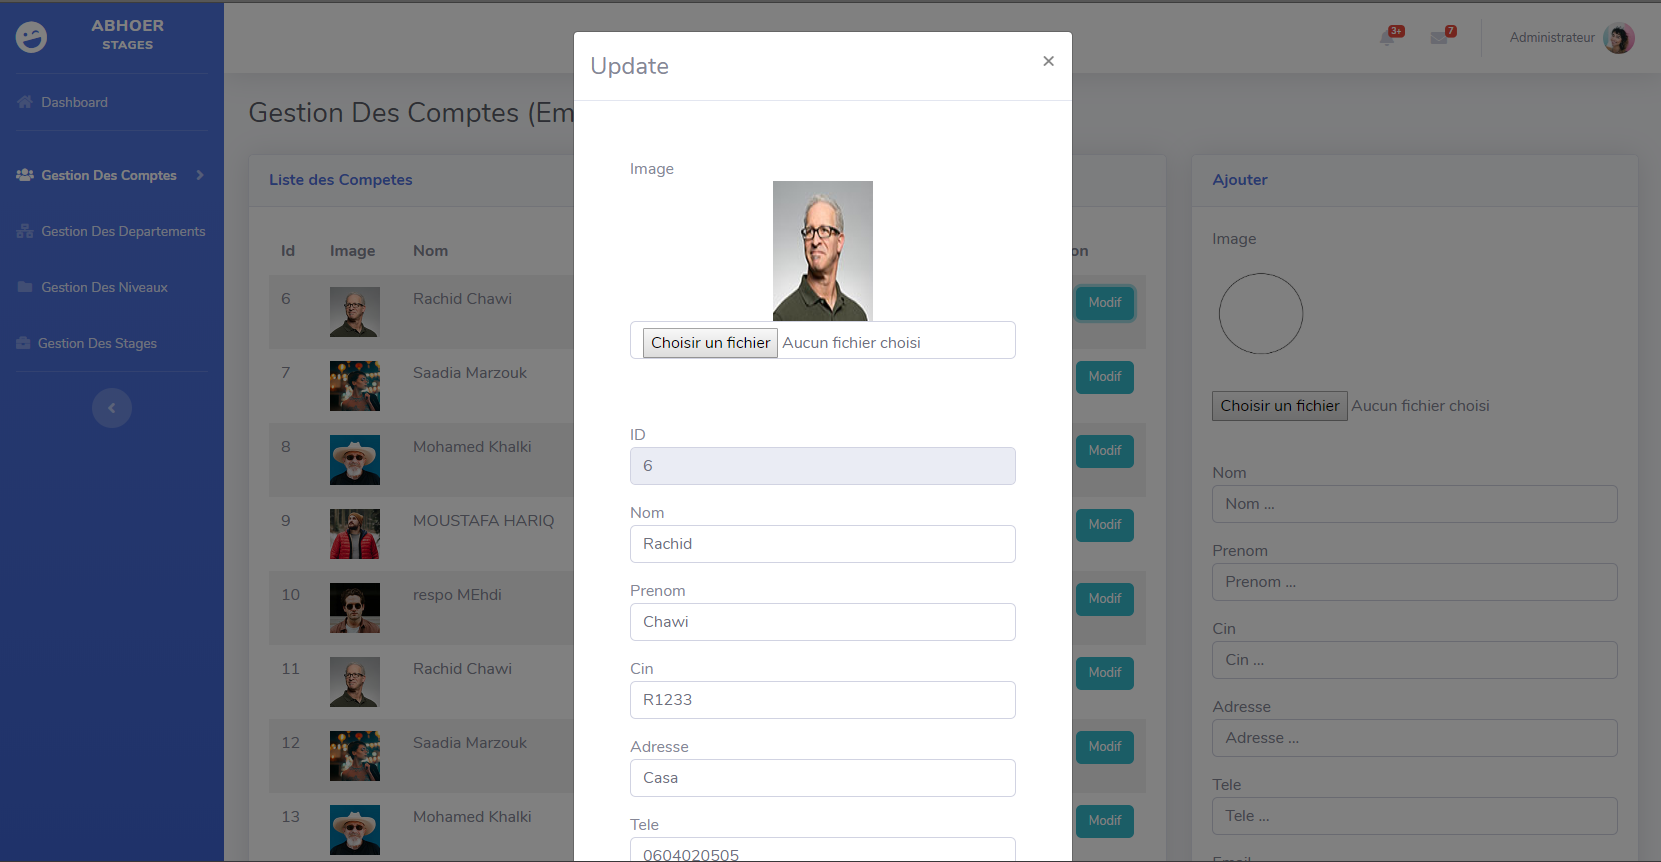 ABHOER
STAGES
Dashboard
Gestion Des Comptes
Gestion Des Departements
Gestion Des Niveaux
Gestion Des Stages
3+
7
Administrateur
Gestion Des Comptes (Em
Liste des Competes
Id Image Nom on
6 Rachid Chawi Modif
7 Saadia Marzouk Modif
8 Mohamed Khalki Modif
9 MOUSTAFA HARIQ Modif
10 respo MEhdi Modif
11 Rachid Chawi Modif
12 Saadia Marzouk Modif
13 Mohamed Khalki Modif
Update ×
Image
Choisir un fichier Aucun fichier choisi
ID
6
Nom
Rachid
Prenom
Chawi
Cin
R1233
Adresse
Casa
Tele
0604020505
Ajouter
Image
Choisir un fichier Aucun fichier choisi
Nom
Nom ...
Prenom
Prenom ...
Cin
Cin ...
Adresse
Adresse ...
Tele
Tele ...
Email